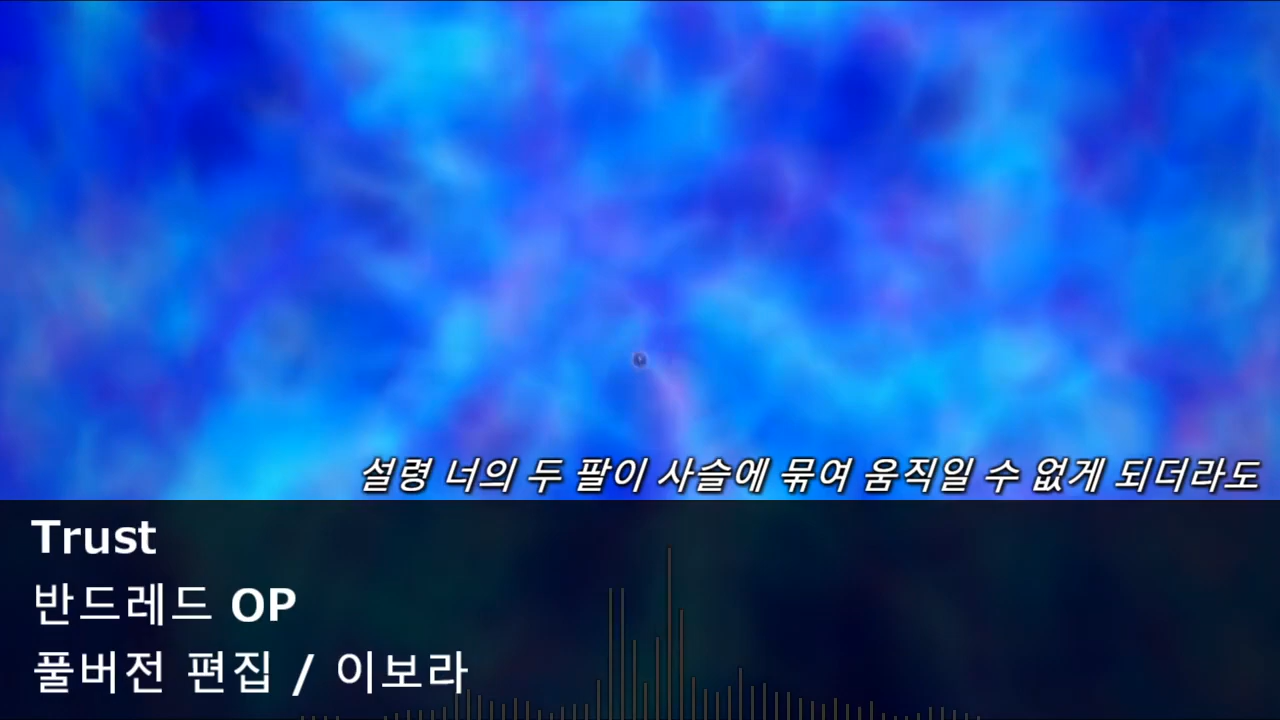 설령 너의 두 팔이 사슬에 묶여 움직일 수 없게 되더라도
Trust
반드레드 OP
풀버전 편집 / 이보라